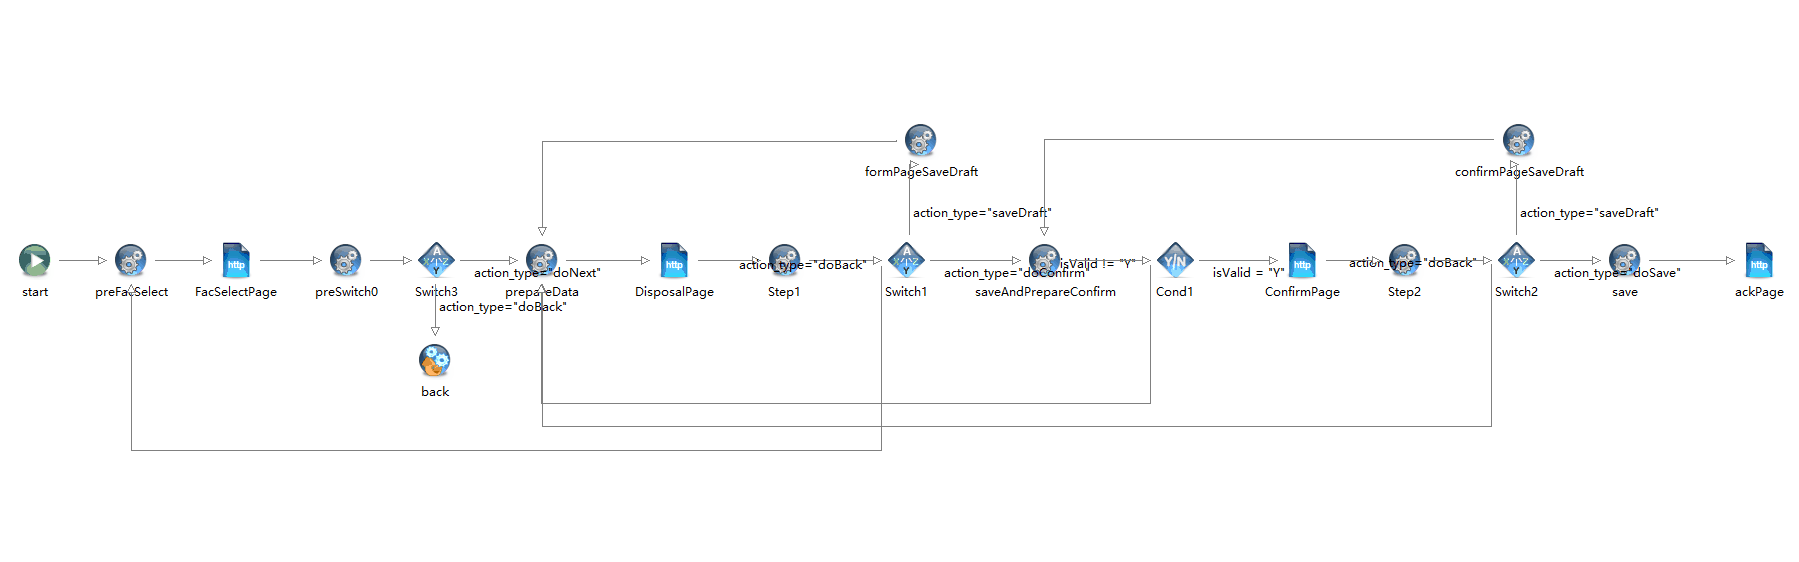 formPageSaveDraft
confirmPageSaveDraft
action_type="saveDraft"
action_type="saveDraft"
A
Y
http
action_type="doNext"
http
action_type="doBack"
A
Y
action_type="doConfirm"
isValid != "Y"
Y/N
isValid = "Y"
http
action_type="doBack"
A
Y
action_type="doSave"
http
start
preFacSelect
FacSelectPage
preSwitch0
Switch3
prepareData
DisposalPage
Step1
Switch1
saveAndPrepareConfirm
Cond1
ConfirmPage
Step2
Switch2
save
ackPage
action_type="doBack"
back